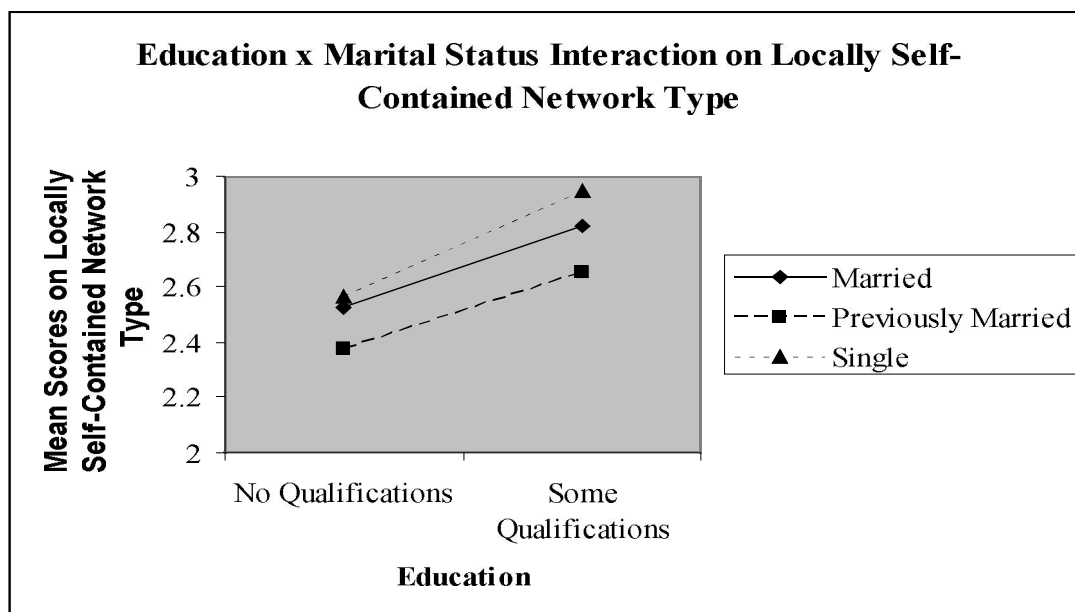 Education x Marital Status Interaction on Locally Self-
Contained Network Type
Mean Scores on Locally
Self-Contained Network
Type
3
2.8
2.6
2.4
2.2
2
No Qualifications
Some
Qualifications
Education
Married
Previously Married
Single